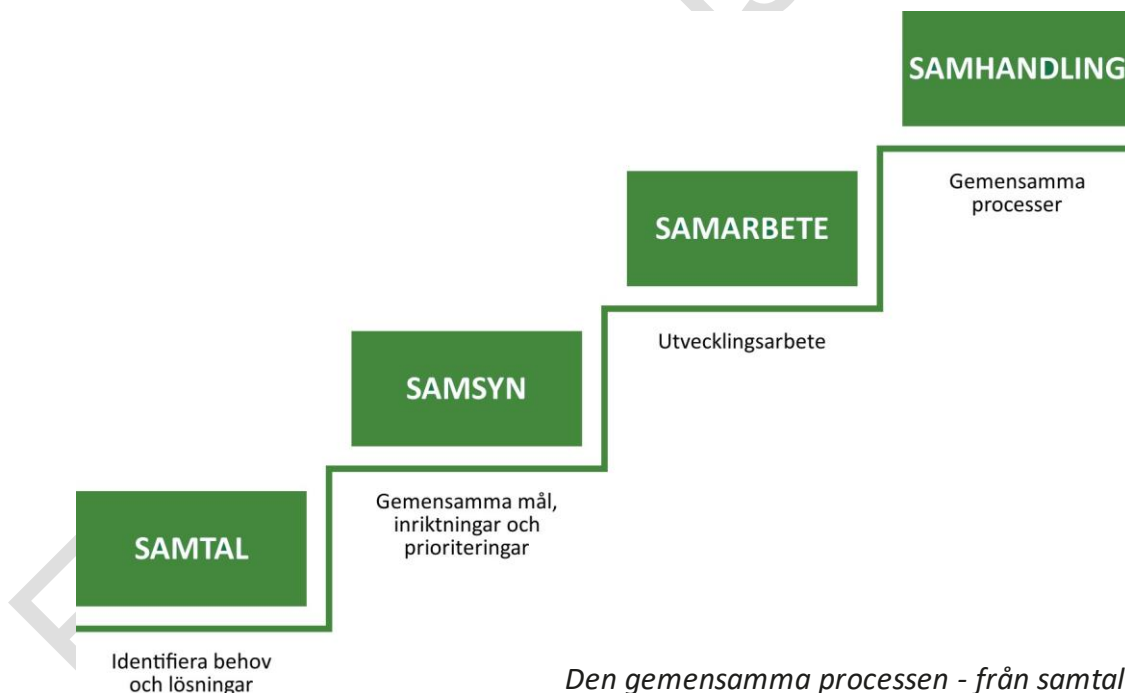 SAMHANDLING
Gemensamma
processer
SAMARBETE
Utvecklingsarbete
SAMSYN
Gemensamma mål,
inriktningar och
prioriteringar
SAMTAL
Identifiera behov
och lösningar
Den gemensamma processen - från samtal